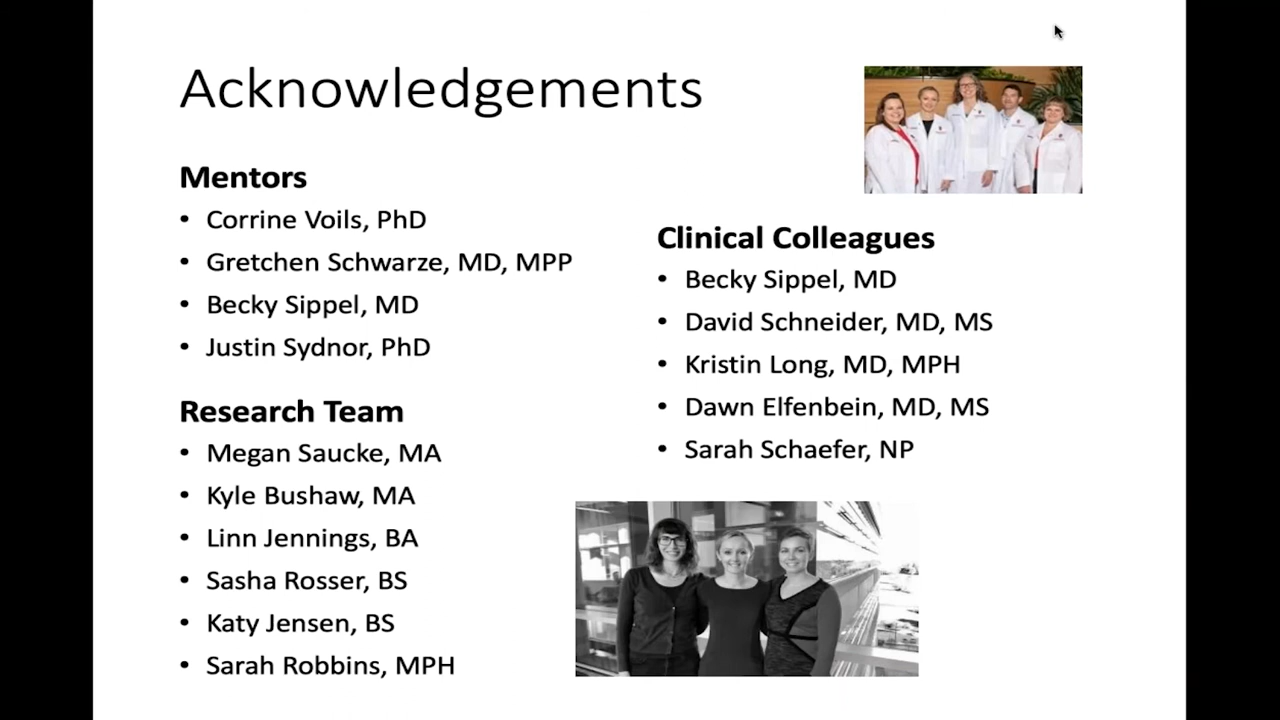 Acknowledgements
Mentors
• Corrine Voils, PhD
• Gretchen Schwarze, MD, MPP
• Becky Sippel, MD
• Justin Sydnor, PhD
Research Team
• Megan Saucke, MA
• Kyle Bushaw, MA
• Linn Jennings, BA
• Sasha Rosser, BS
• Katy Jensen, BS
• Sarah Robbins, MPH
Clinical Colleagues
• Becky Sippel, MD
• David Schneider, MD, MS
• Kristin Long, MD, MPH
• Dawn Elfenbein, MD, MS
• Sarah Schaefer, NP